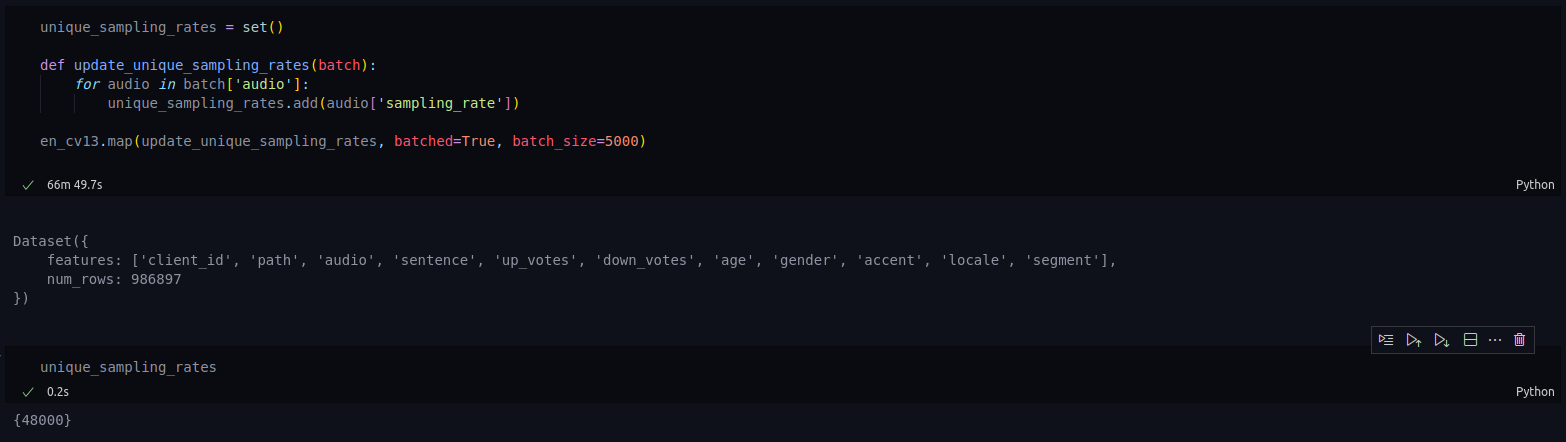 unique_sampling_rates = set()
def update_unique_sampling_rates(batch):
for audio in batch['audio']:
unique_sampling_rates.add(audio['sampling_rate'])
en_cv13.map(update_unique_sampling_rates, batched=True, batch_size=5000)
66m 49.7s
Python
Dataset({
features: ['client_id', 'path', 'audio', 'sentence', 'up_votes', 'down_votes', 'age', 'gender', 'accent', 'locale', 'segment'],
num_rows: 986897
})
unique_sampling_rates
0.2s
Python
{48000}